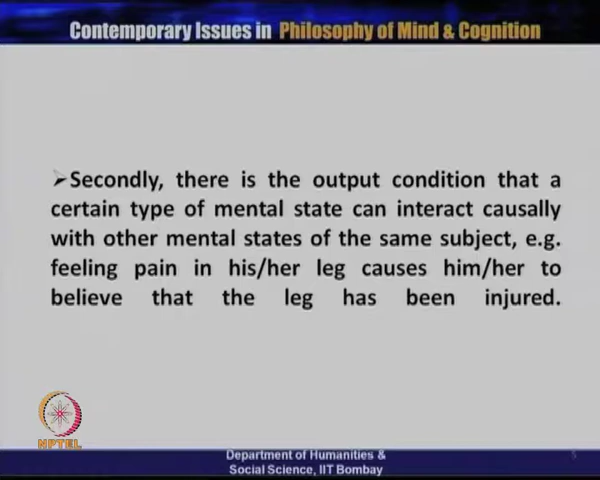 Contemporary Issues in Philosophy of Mind & Cognition
➢Secondly, there is the output condition that a
certain type of mental state can interact causally
with other mental states of the same subject, e.g.
feeling pain in his/her leg causes him/her to
believe that the leg has been injured.
NPTEL
Department of Humanities &
Social Science, IIT Bombay
5